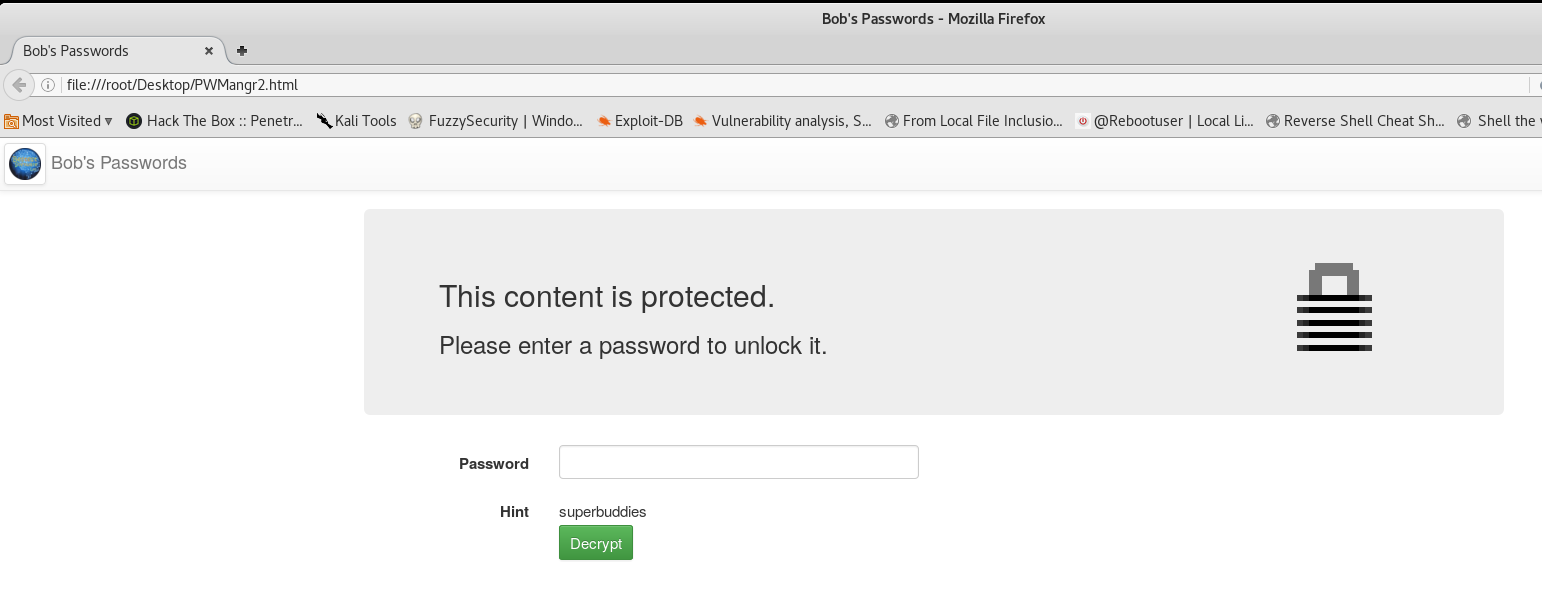 Bob's Passwords - Mozilla Firefox
Bob's Passwords
file:///root/Desktop/PWMangr2.html
Most Visited Hack The Box :: Penetr... Kali Tools FuzzySecurity | Windo... Exploit-DB Vulnerability analysis, S... From Local File Inclusio... @Rebootuser | Local Li... Reverse Shell Cheat Sh... Shell the
Bob's Passwords
This content is protected.
Please enter a password to unlock it.
Password
Hint superbuddies
Decrypt